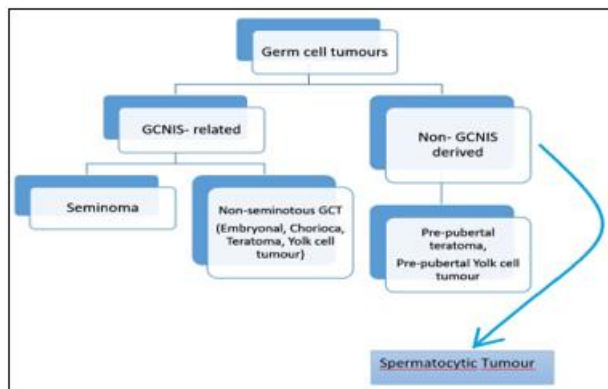 Germ cell tumours
GCNIS- related
Non- GCNIS
derived
Seminoma
Non-seminotous GCT
(Embryonal, Chorioca,
Teratoma, Yolk cell
tumour)
Pre-pubertal
teratoma,
Pre-pubertal Yolk cell
tumour
Spermatocytic Tumour